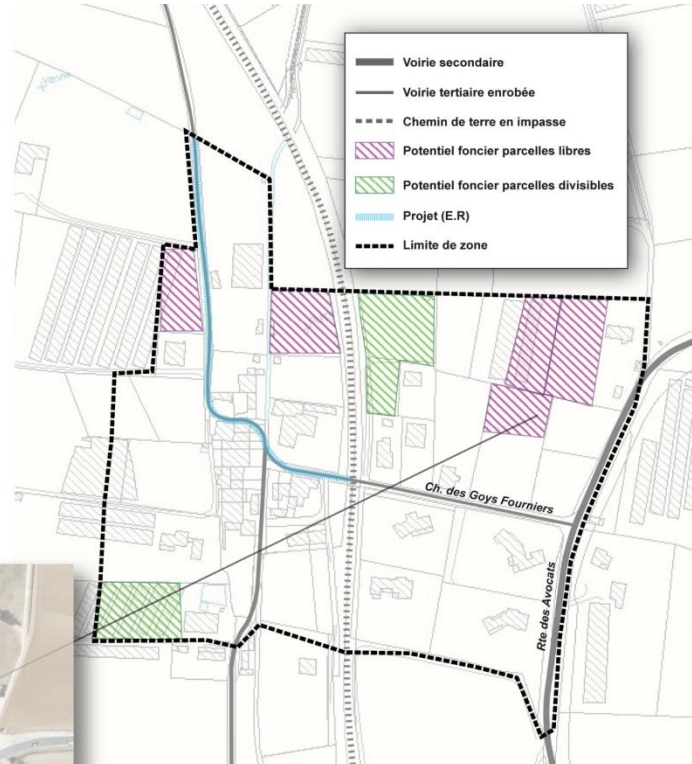 Voirie secondaire
Voirie tertiaire enrobée
Chemin de terre en impasse
Potentiel foncier parcelles libres
Potentiel foncier parcelles divisibles
Projet (E.R)
Limite de zone
Ch. des Goys Fourniers
Rte des Avocats